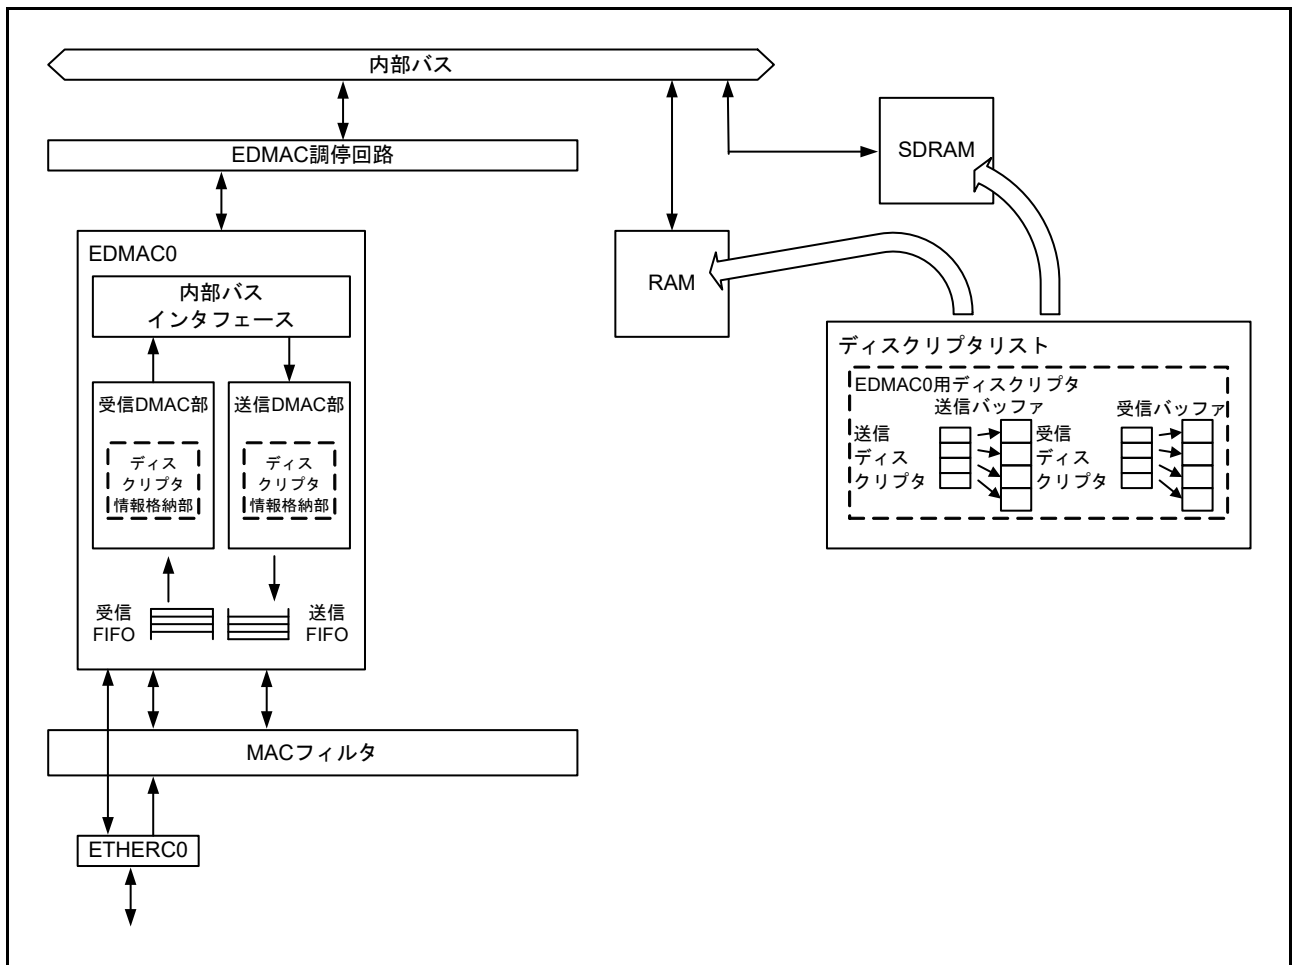 内部バス
EDMAC調停回路
SDRAM
EDMAC0
内部バス
インタフェース
RAM
受信DMAC部
送信DMAC部
ディス
クリプタ
情報格納部
ディス
クリプタ
情報格納部
受信
FIFO
送信
FIFO
ディスクリプタリスト
EDMAC0用ディスクリプタ
送信バッファ
受信バッファ
送信
ディス
クリプタ
受信
ディス
クリプタ
MACフィルタ
ETHERC0